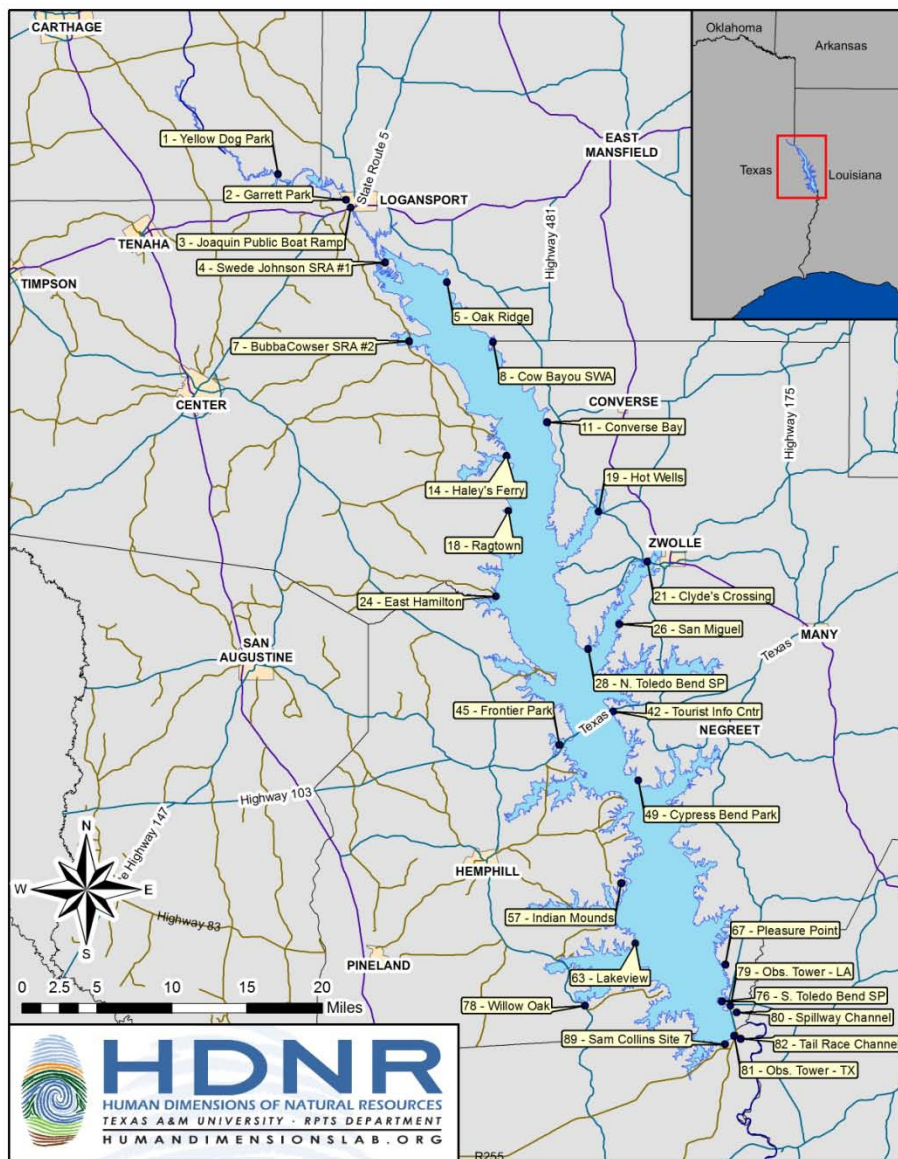 CARTHAGE
Oklahoma
Arkansas
Texas
Louisiana
1 - Yellow Dog Park
State Route 5
EAST
MANSFIELD
2 - Garrett Park
LOGANSPORT
3 - Joaquin Public Boat Ramp
TENAHA
Highway 481
4 - Swede Johnson SRA #1
TIMPSON
5 - Oak Ridge
7 - BubbaCowser SRA #2
8 - Cow Bayou SWA
CENTER
CONVERSE
Highway 175
11 - Converse Bay
14 - Haley's Ferry
19 - Hot Wells
18 - Ragtown
ZWOLLE
24 - East Hamilton
21 - Clyde's Crossing
26 - San Miguel
MANY
SAN
AUGUSTINE
Texas
28 - N. Toledo Bend SP
45 - Frontier Park
Texas
42 - Tourist Info Cntr
NEGREET
Highway 103
49 - Cypress Bend Park
Highway 147
N
W
E
S
HEMPHILL
57 - Indian Mounds
Highway 83
67 - Pleasure Point
PINELAND
63 - Lakeview
79 - Obs. Tower - LA
76 - S. Toledo Bend SP
0 2.5 5 10 15 20
Miles
78 - Willow Oak
80 - Spillway Channel
89 - Sam Collins Site 7
82 - Tail Race Channel
81 - Obs. Tower - TX
HDNR
HUMAN DIMENSIONS OF NATURAL RESOURCES
TEXAS A&M UNIVERSITY · RPTS DEPARTMENT
HUMANDIMENSIONSLAB.ORG
R255